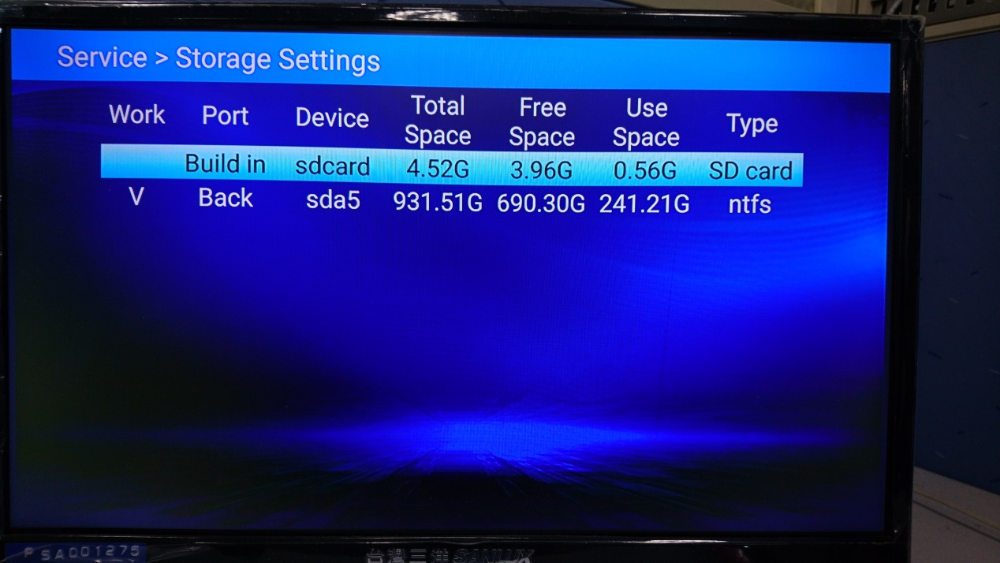 Service > Storage Settings
Work Port Device Total Space Free Space Use Space Type
Build in sdcard 4.52G 3.96G 0.56G SD card
V Back sda5 931.51G 690.30G 241.21G ntfs
PSA001275
台灣三洋 SANLUX